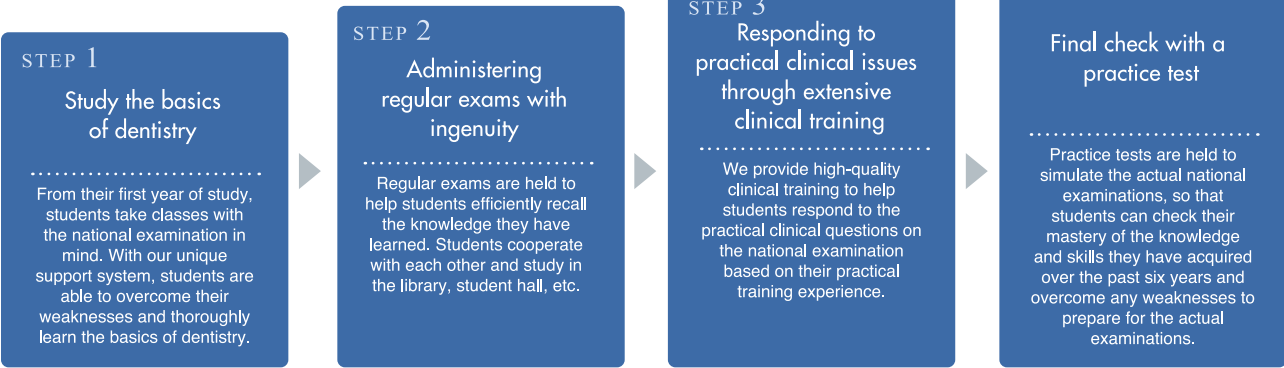 STEP 1
Study the basics
of dentistry
From their first year of study,
students take classes with
the national examination in
mind. With our unique
support system, students are
able to overcome their
weaknesses and thoroughly
learn the basics of dentistry.
STEP 2
Administering
regular exams with
ingenuity
Regular exams are held to
help students efficiently recall
the knowledge they have
learned. Students cooperate
with each other and study in
the library, student hall, etc.
STEP 3
Responding to
practical clinical issues
through extensive
clinical training
We provide high-quality
clinical training to help
students respond to the
practical clinical questions on
the national examination
based on their practical
training experience.
Final check with a
practice test
Practice tests are held to
simulate the actual national
examinations, so that
students can check their
mastery of the knowledge
and skills they have acquired
over the past six years and
overcome any weaknesses to
prepare for the actual
examinations.